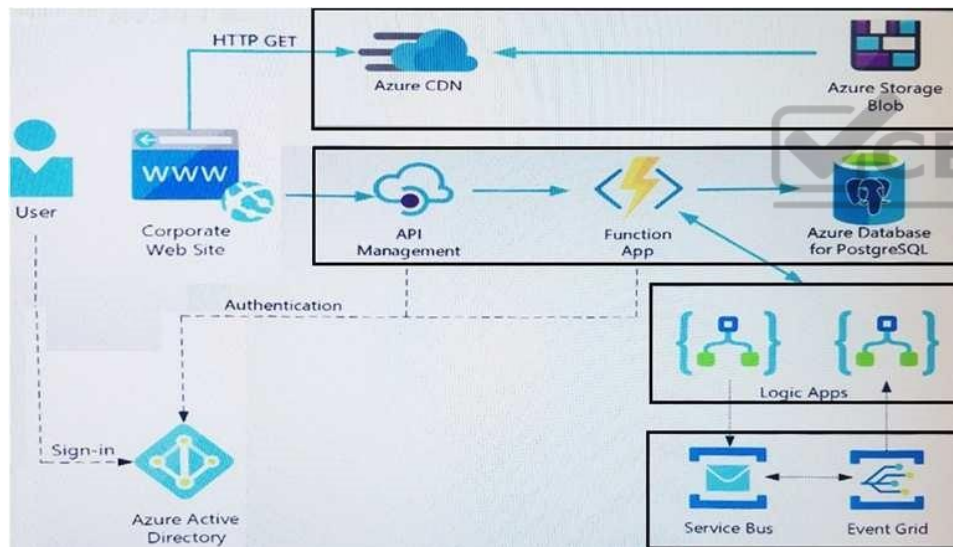 HTTP GET
Azure CDN
Azure Storage
Blob
CE
www
User
Corporate
Web Site
API
Management
Function
App
Azure Database
for PostgreSQL
Authentication
Logic Apps
Sign-in
Azure Active
Directory
Service Bus
Event Grid